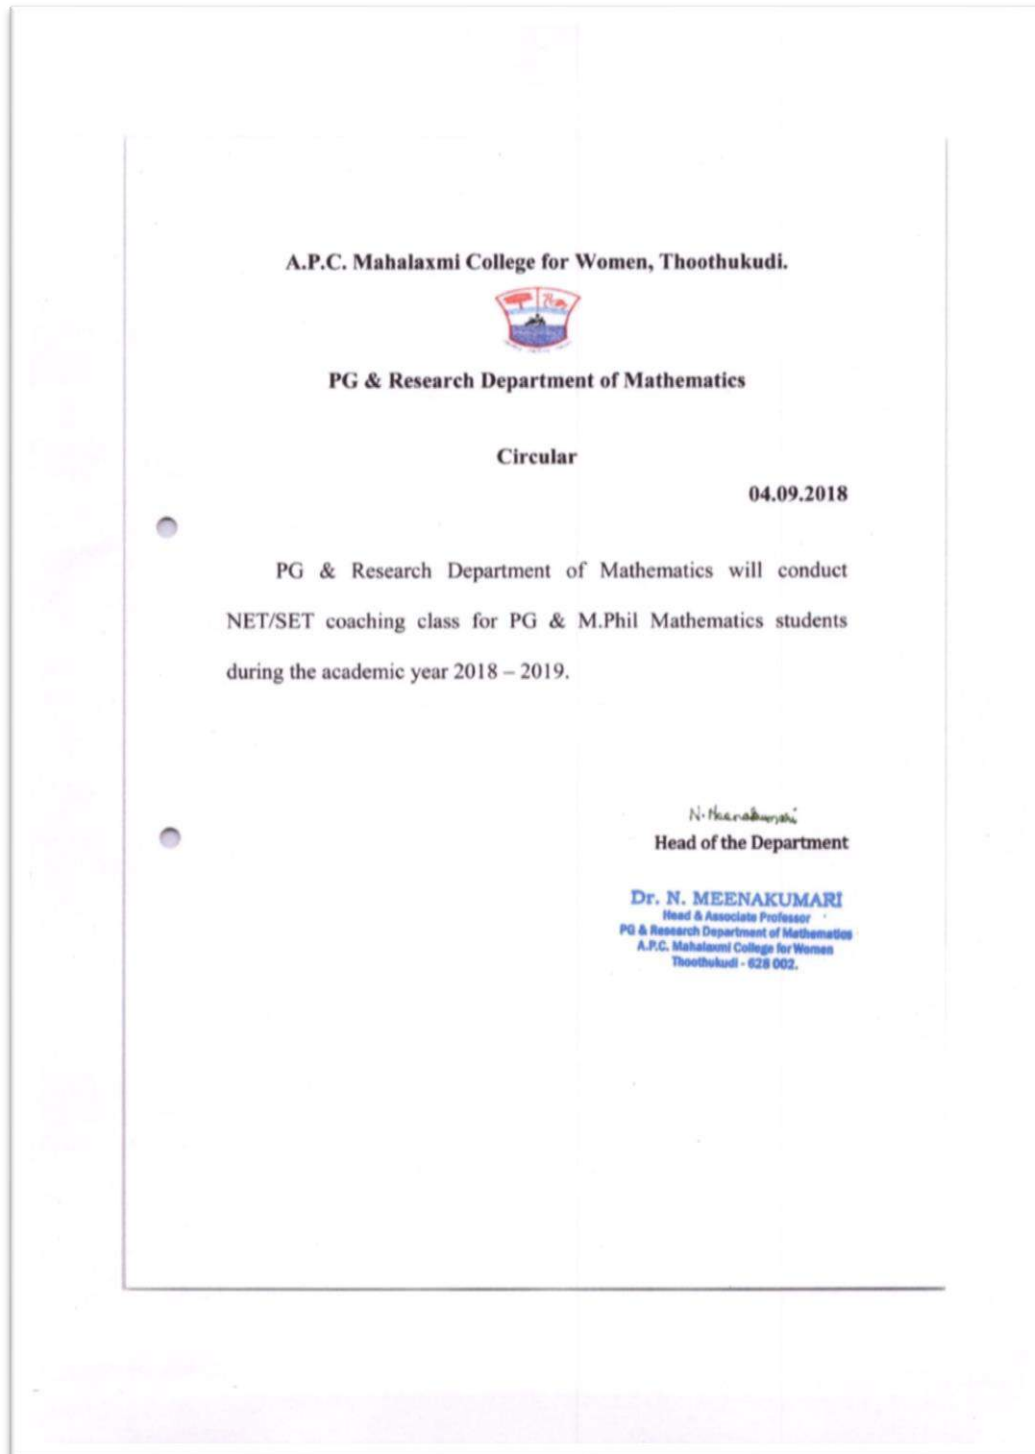 A.P.C. Mahalaxmi College for Women, Thoothukudi.
PG & Research Department of Mathematics
Circular
04.09.2018
PG & Research Department of Mathematics will conduct
NET/SET coaching class for PG & M.Phil Mathematics students
during the academic year 2018 – 2019.
N. Meenakumari
Head of the Department
Dr. N. MEENAKUMARI
Head & Associate Professor
PG & Research Department of Mathematics
A.P.C. Mahalaxmi College for Women
Thoothukudi - 628 002.